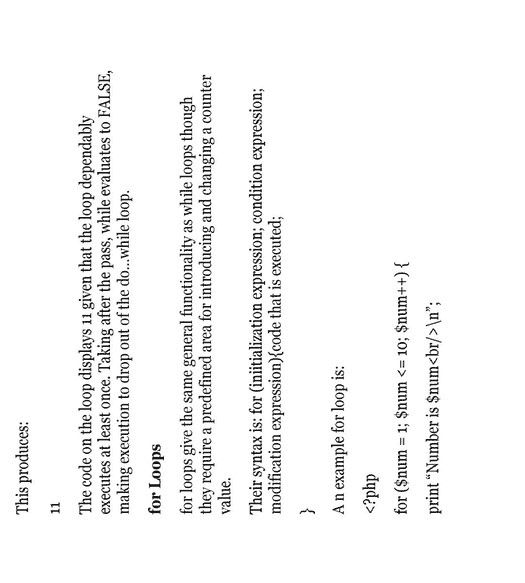 This produces:
11
The code on the loop displays 11 given that the loop dependably
executes at least once. Taking after the pass, while evaluates to FALSE,
making execution to drop out of the do...while loop.
for Loops
for loops give the same general functionality as while loops though
they require a predefined area for introducing and changing a counter
value.
Their syntax is: for (iniitialization expression; condition expression;
modification expression){code that is executed;
}
A n example for loop is:
<?php
for ($num = 1; $num <= 10; $num++) {
print “Number is $num<br/>\n”;